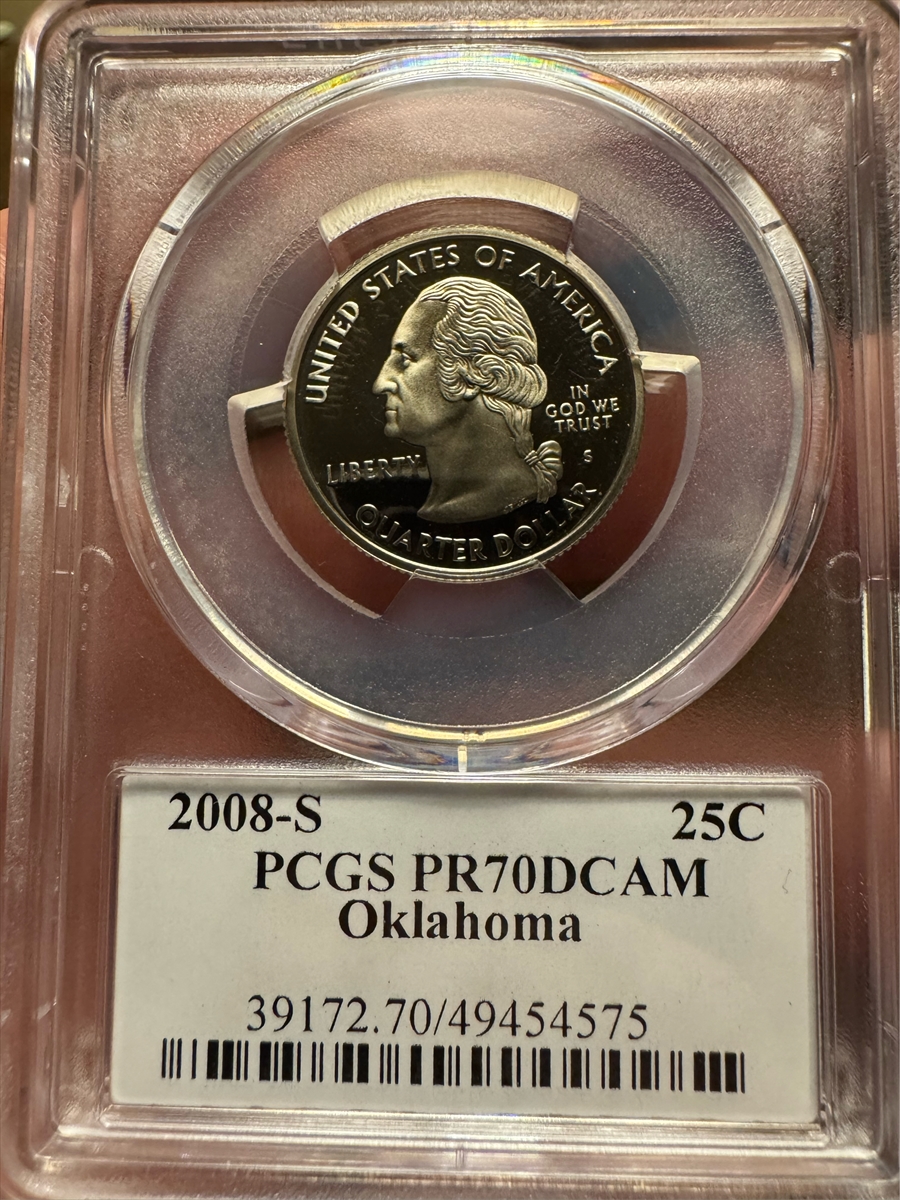 UNITED STATES OF AMERICA
IN
GOD WE
TRUST
S
LIBERTY
QUARTER DOLLAR
2008-S 25C
PCGS PR70DCAM
Oklahoma
39172.70/49454575